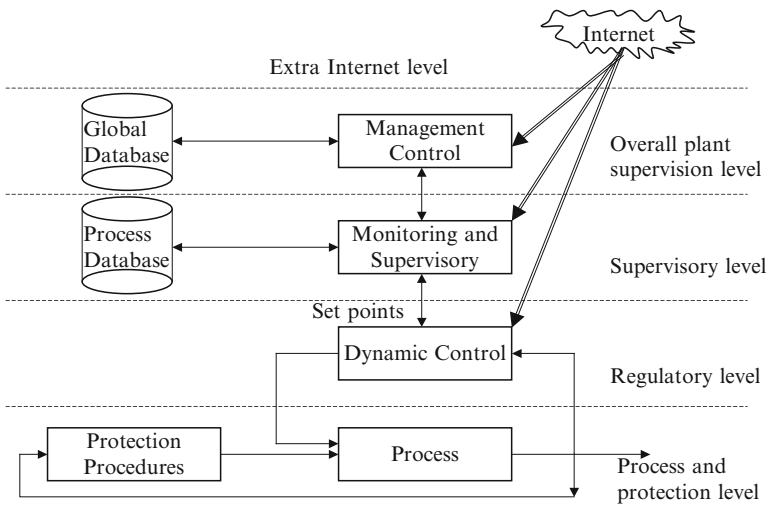 Internet
Extra Internet level
Global
Database
Management
Control
Overall plant
supervision level
Process
Database
Monitoring and
Supervisory
Supervisory level
Set points
Dynamic Control
Regulatory level
Protection
Procedures
Process
Process and
protection level